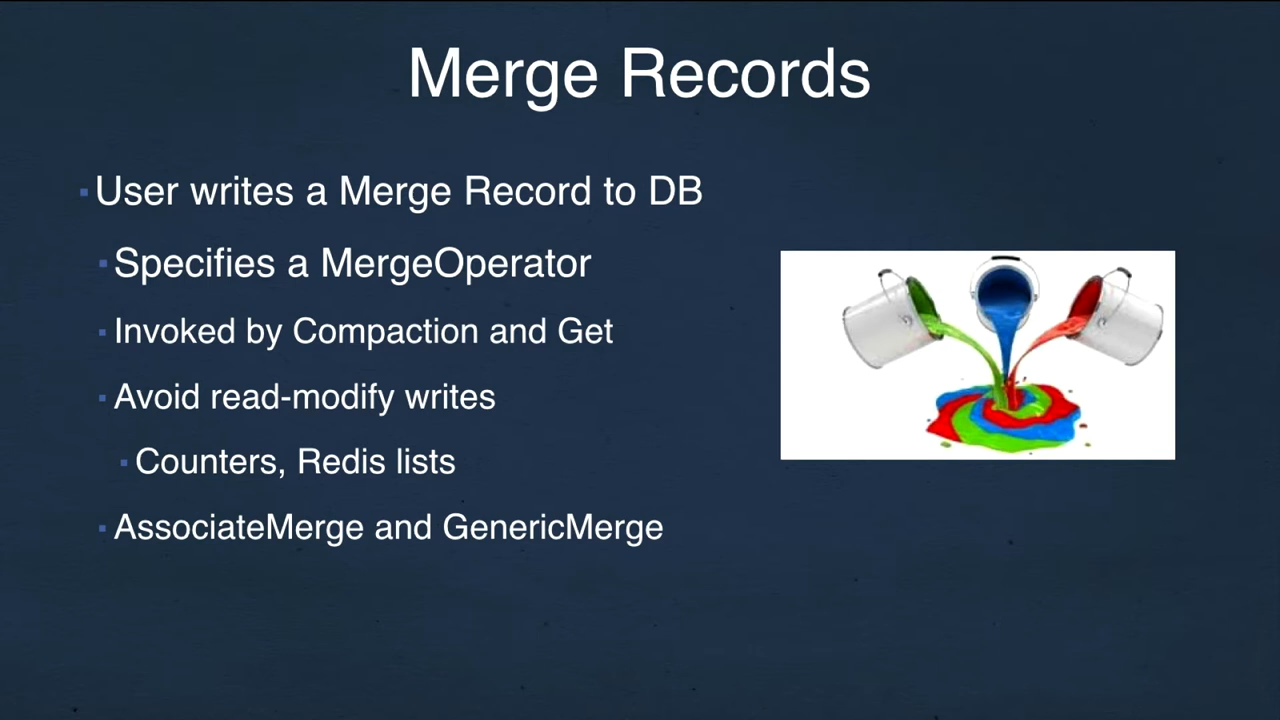 Merge Records
▪User writes a Merge Record to DB
▪Specifies a MergeOperator
▪Invoked by Compaction and Get
▪Avoid read-modify writes
▪Counters, Redis lists
▪AssociateMerge and GenericMerge